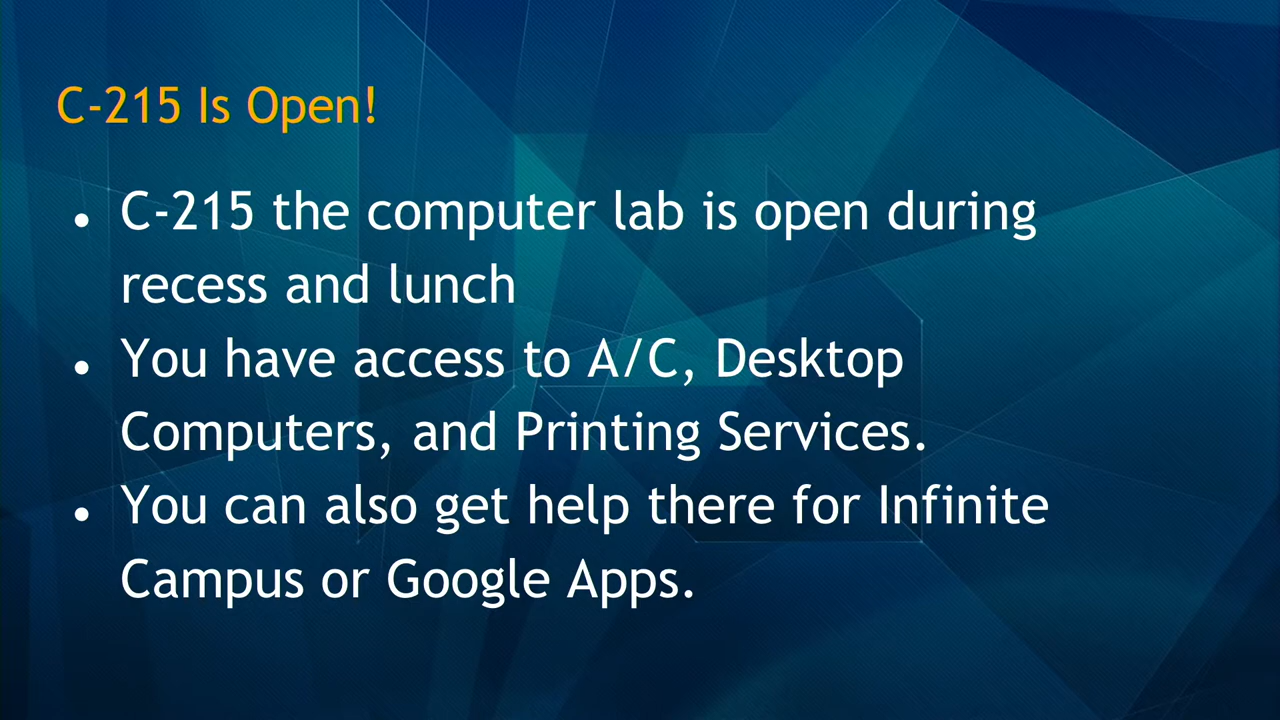 C-215 Is Open!
• C-215 the computer lab is open during
recess and lunch
• You have access to A/C, Desktop
Computers, and Printing Services.
• You can also get help there for Infinite
Campus or Google Apps.